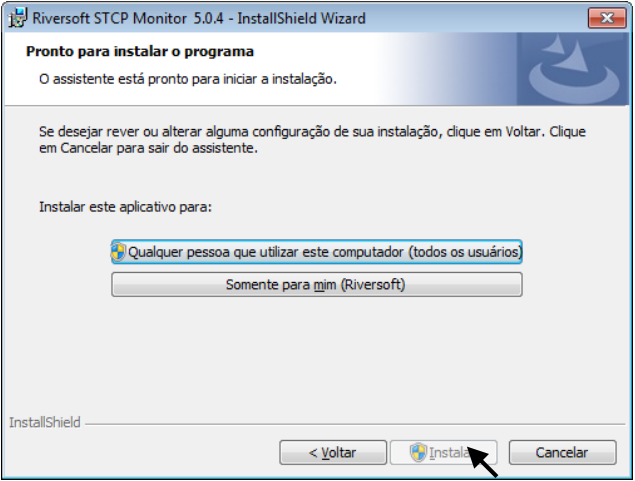 Riversoft STCP Monitor 5.0.4 - InstallShield Wizard
Pronto para instalar o programa
O assistente está pronto para iniciar a instalação.
Se desejar rever ou alterar alguma configuração de sua instalação, clique em Voltar. Clique
em Cancelar para sair do assistente.
Instalar este aplicativo para:
Qualquer pessoa que utilizar este computador (todos os usuários)
Somente para mim (Riversoft)
InstallShield
< Voltar
Instala
Cancelar